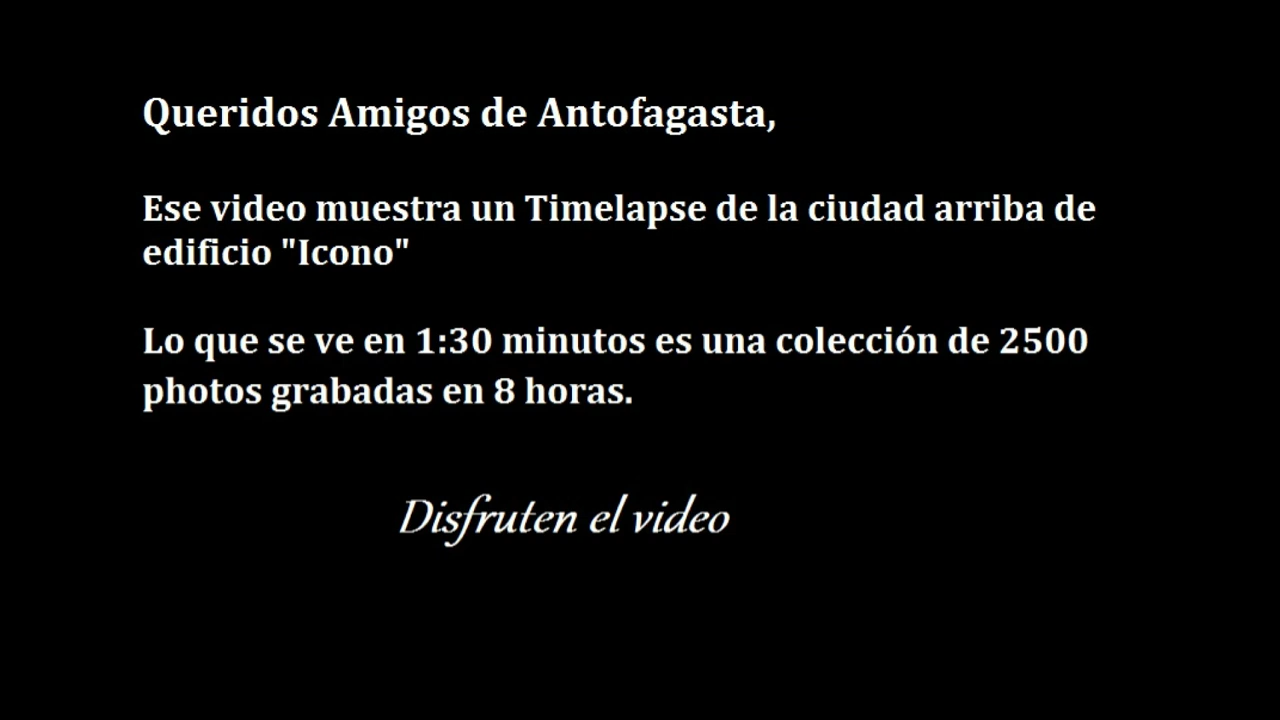 Queridos Amigos de Antofagasta,
Ese video muestra un Timelapse de la ciudad arriba de
edificio "Icono"
Lo que se ve en 1:30 minutos es una colección de 2500
photos grabadas en 8 horas.
Disfruten el video